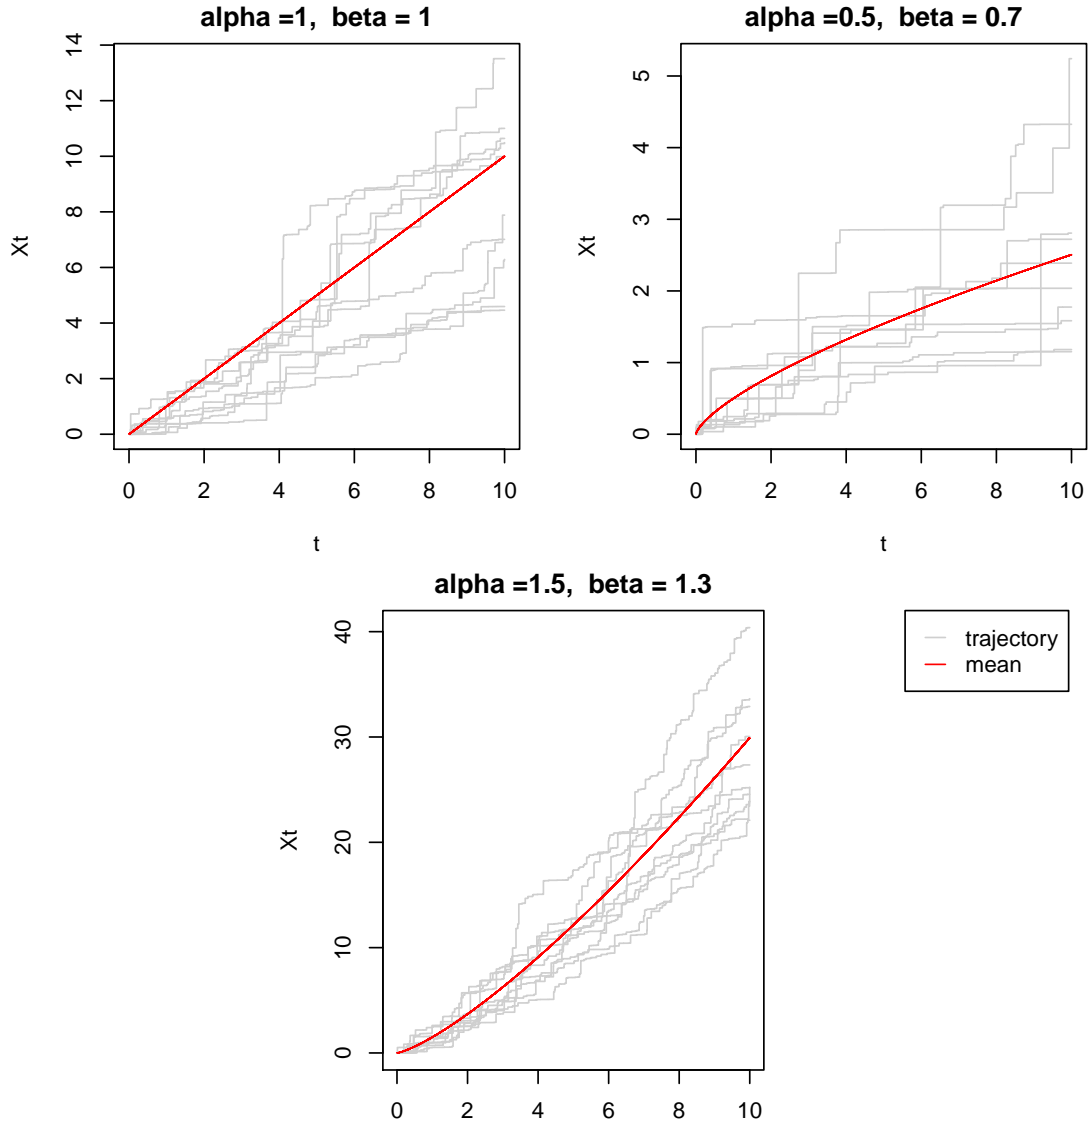 alpha =1,  beta = 1
14
12
10
8
6
4
2
0
Xt
0 2 4 6 8 10
t
alpha =0.5,  beta = 0.7
5
4
3
2
1
0
Xt
0 2 4 6 8 10
t
alpha =1.5,  beta = 1.3
40
30
20
10
0
Xt
0 2 4 6 8 10
trajectory
mean